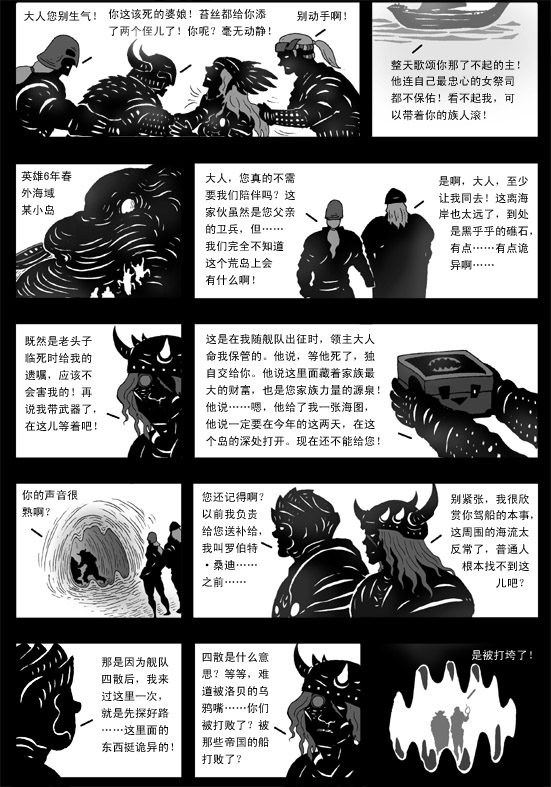 大人您别生气！
你这该死的婆娘！苔丝都给你添
了两个侄儿了！你呢？毫无动静！
别动手啊！
整天歌颂你那了不起的主！
他连自己最忠心的女祭司
都不保佑！看不起我，可
以带着你的族人滚！
英雄6年春
外海域
某小岛
大人，您真的不需
要我们陪伴吗？这
家伙虽然是您父亲
的卫兵，但……
我们完全不知道
这个荒岛上会
有什么啊！
是啊，大人，至少
让我同去！这离海
岸也太远了，到处
是黑乎乎的礁石，
有点……有点诡
异啊……
既然是老头子
临死时给我的
遗嘱，应该不
会害我的！再
说我带武器了，
在这儿等着吧！
这是在我随舰队出征时，领主大人
命我保管的。他说，等他死了，独
自交给你。他说这里面藏着家族最
大的财富，也是您家族力量的源泉！
他说……嗯，他给了我一张海图，
他说一定要在今年的这两天，在这
个岛的深处打开。现在还不能给您！
你的声音很
熟啊？
您还记得啊？
以前我负责
给您送补给，
我叫罗伯特
·桑迪……
之前……
别紧张，我很欣
赏你驾船的本事，
这周围的海流太
反常了，普通人
根本找不到这
儿吧？
那是因为舰队
四散后，我来
过这里一次，
就是先探好路
……这里面的
东西挺诡异的！
四散是什么意
思？等等，难
道被洛贝的乌
鸦嘴……你们
被打败了？被
那些帝国的船
打败了？
是被打垮了！